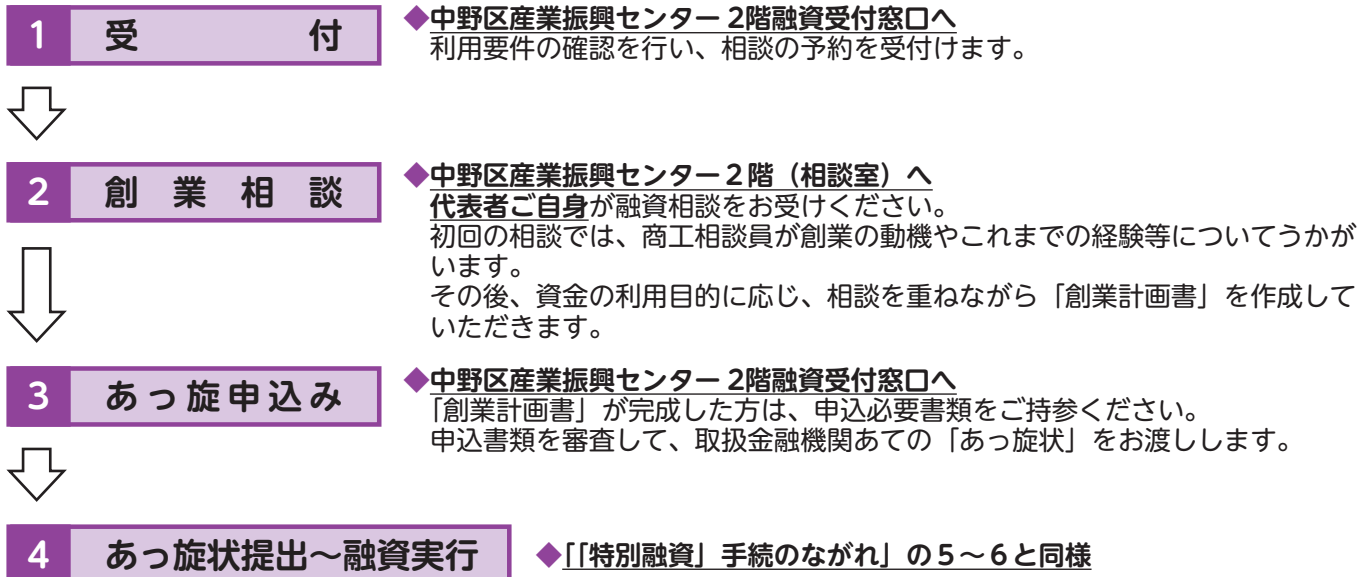 1 受付
◆中野区産業振興センター 2階融資受付窓口へ
利用要件の確認を行い、相談の予約を受付けます。
2 創業相談
◆中野区産業振興センター２階（相談室）へ
代表者ご自身が融資相談をお受けください。
初回の相談では、商工相談員が創業の動機やこれまでの経験等についてうかが
います。
その後、資金の利用目的に応じ、相談を重ねながら「創業計画書」を作成して
いただきます。
3 あっ旋申込み
◆中野区産業振興センター 2階融資受付窓口へ
「創業計画書」が完成した方は、申込必要書類をご持参ください。
申込書類を審査して、取扱金融機関あての「あっ旋状」をお渡しします。
4 あっ旋状提出～融資実行
◆「「特別融資」手続のながれ」の５～６と同様